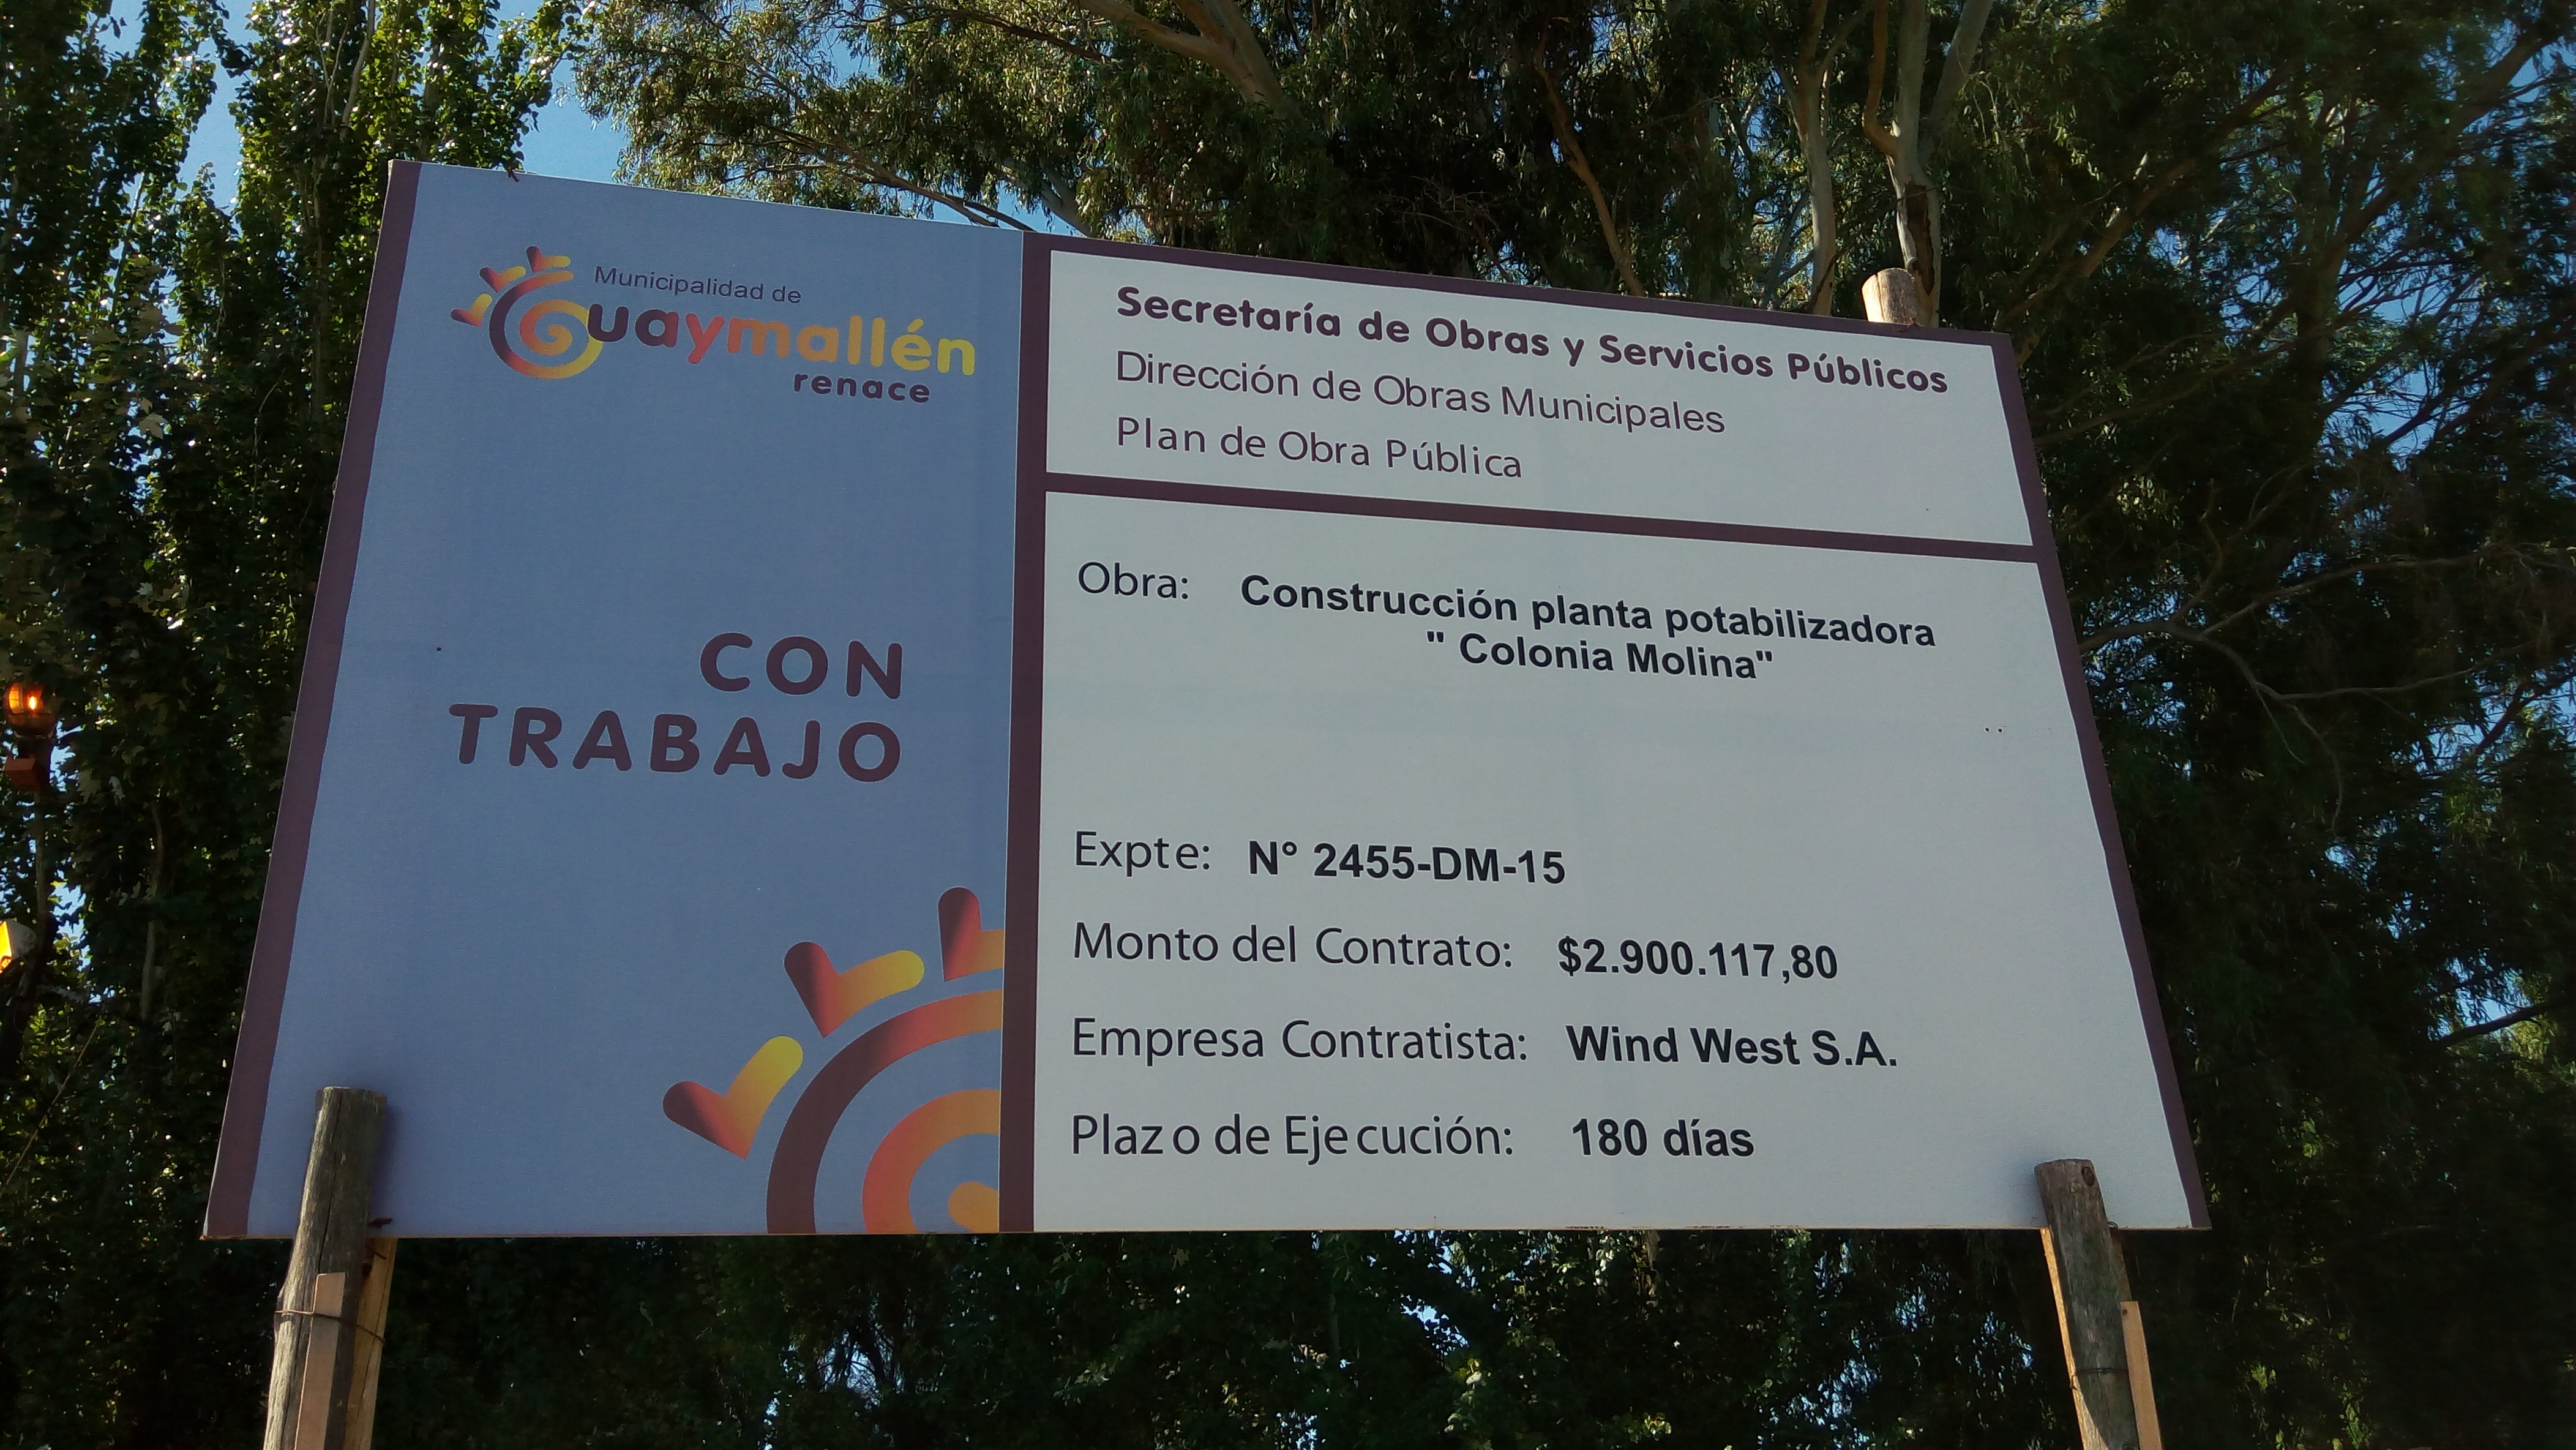 Municipalidad de
Guaymallén
renace
CON
TRABAJO
Secretaría de Obras y Servicios Públicos
Dirección de Obras Municipales
Plan de Obra Pública
Obra: Construcción planta potabilizadora
" Colonia Molina"
Expte: N° 2455-DM-15
Monto del Contrato: $2.900.117,80
Empresa Contratista: Wind West S.A.
Plazo de Ejecución: 180 días